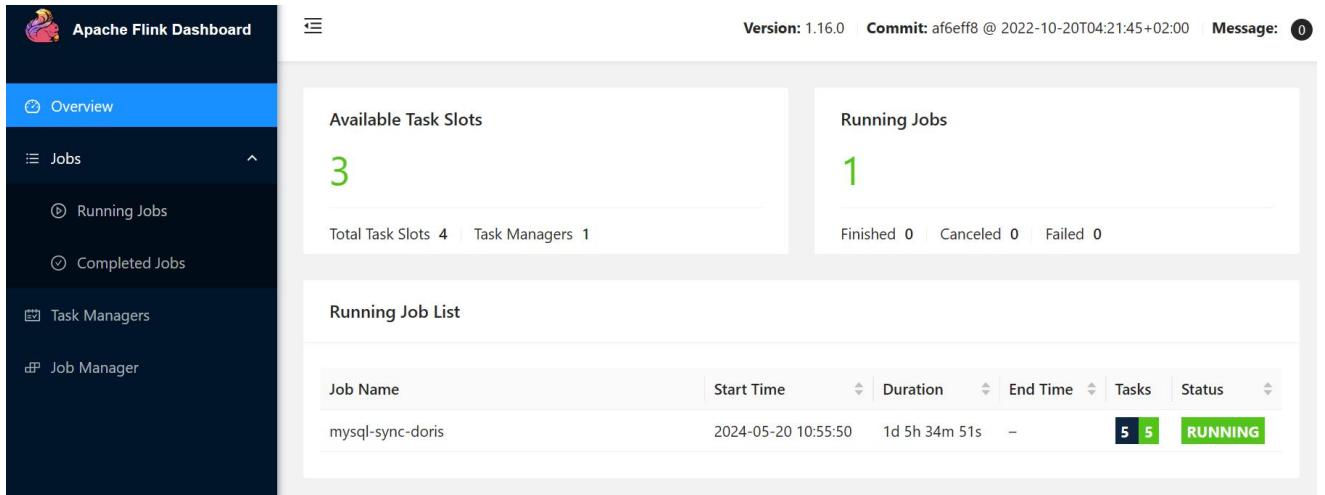 Apache Flink Dashboard
Version: 1.16.0 Commit: af6eff8 @ 2022-10-20T04:21:45+02:00 Message: 0
Overview
Jobs
Running Jobs
Completed Jobs
Task Managers
Job Manager
Available Task Slots
3
Total Task Slots 4 Task Managers 1
Running Jobs
1
Finished 0 Canceled 0 Failed 0
Running Job List
Job Name Start Time Duration End Time Tasks Status
mysql-sync-doris 2024-05-20 10:55:50 1d 5h 34m 51s – 5 5 RUNNING